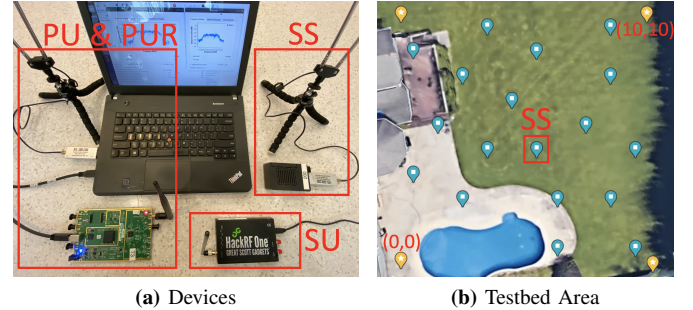 PU & PUR
SS
ThinkPad
HackRF One
GREAT SCOTT GADGETS
SU
(10,10)
SS
(0,0)
(a) Devices
(b) Testbed Area